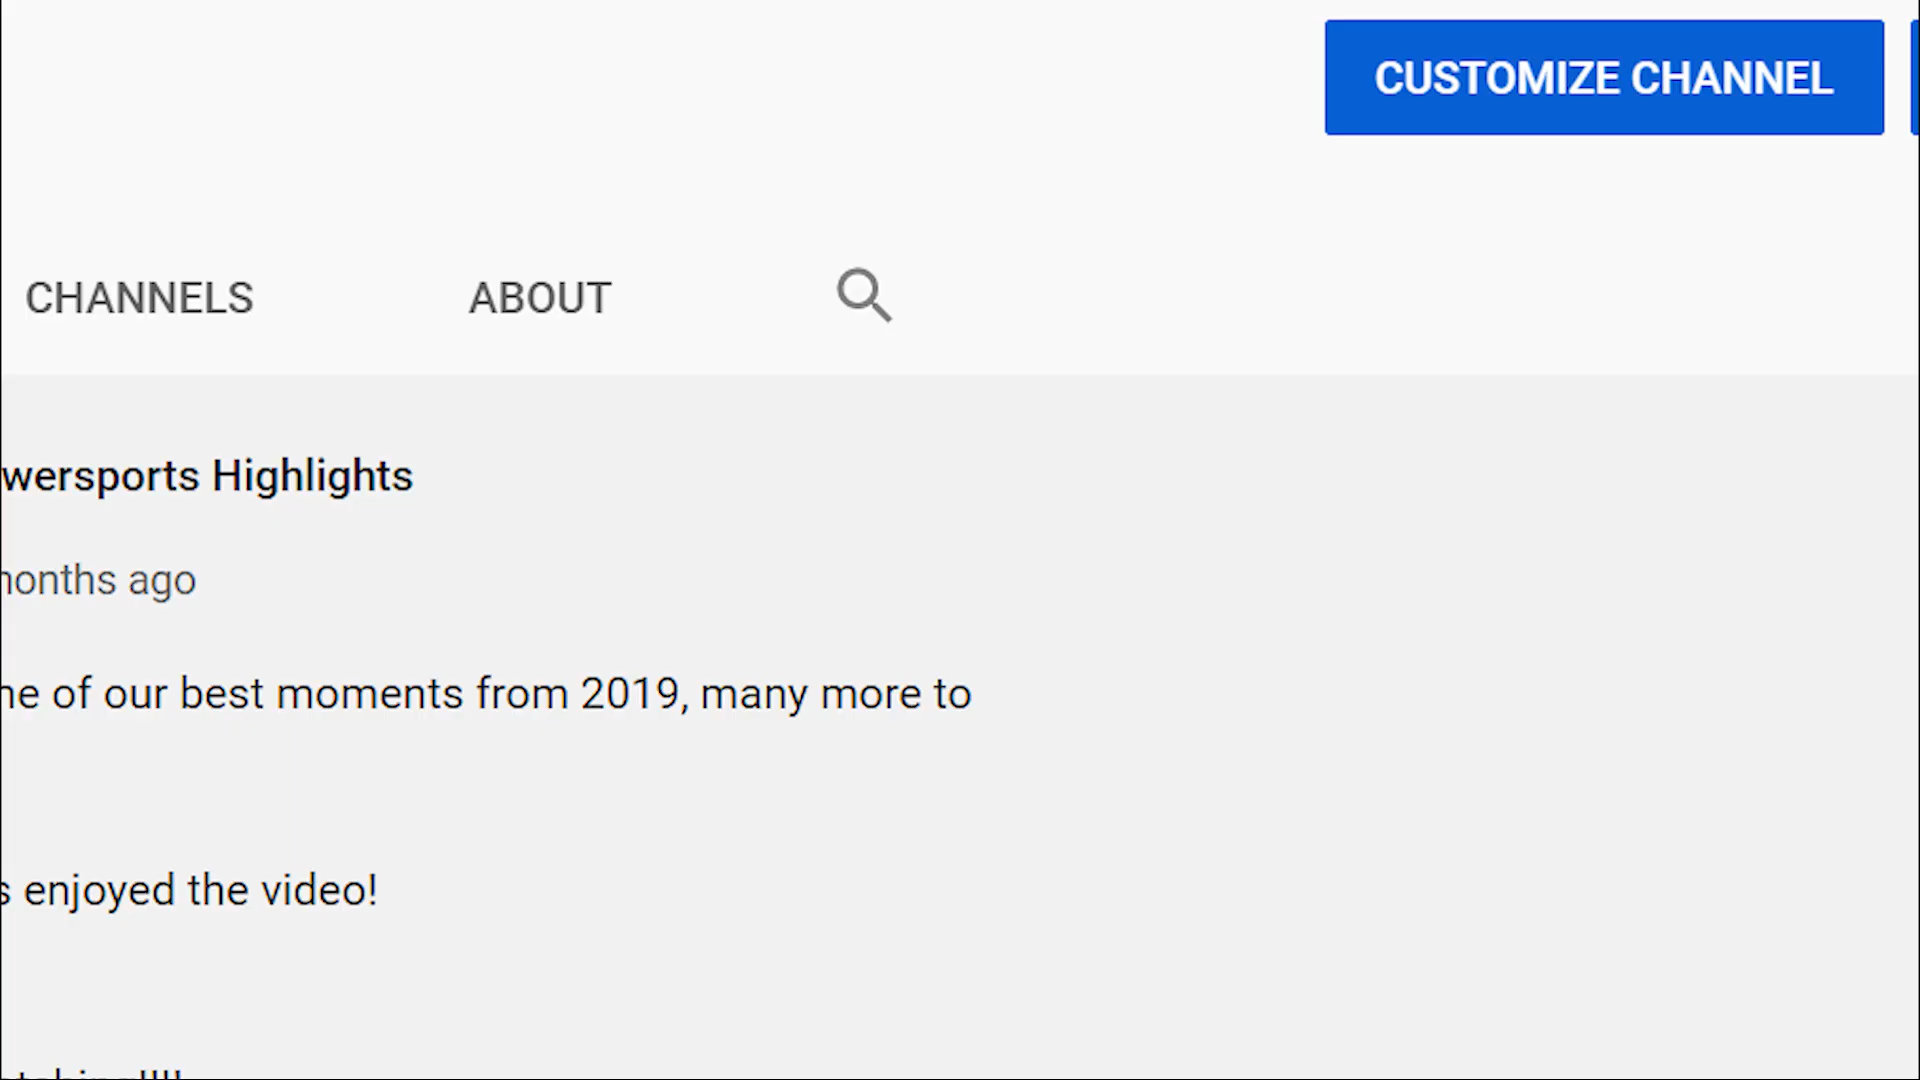 CUSTOMIZE CHANNEL
CHANNELS ABOUT
wersports Highlights
months ago
of our best moments from 2019, many more to
enjoyed the video!